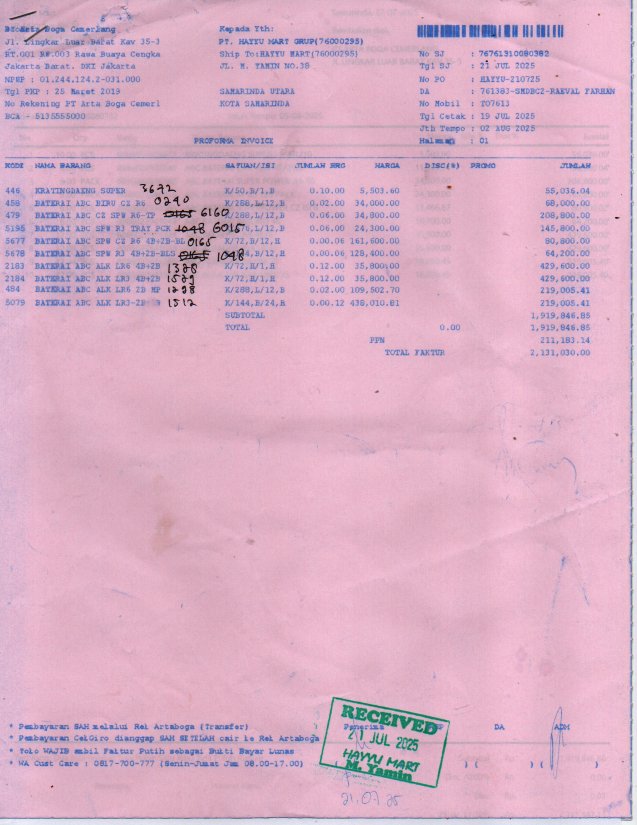 Boga Cemerlang
Jl. Lingkar Luar Barat Kav 35-3
RT.001 RW.003 Rawa Buaya Cengka
Jakarta Barat. DKI Jakarta
NPWP : 01.244.124.2-031.000
Tgl PKP : 25 Maret 2019
No Rekening PT Arta Boga Cemerl
BCA - 5135555000
Kepada Yth:
PT. HAYYU MART GRUP(76000295)
Ship To:HAYYU MART(76000295)
JL. M. YAMIN NO.38
SAMARINDA UTARA
KOTA SAMARINDA
No SJ : 76761310080382
Tgl SJ : 21 JUL 2025
No PO : HAYYU-210725
DA : 761383-SMDBCZ-RAEVAL FARHAN
No Mobil : T07613
Tgl Cetak : 19 JUL 2025
Jth Tempo : 02 AUG 2025
Halaman : 01
PROFORMA INVOICE
KODE NAMA BARANG SATUAN/ISI JUMLAH BRG HARGA DISC(%) PROMO JUMLAH
446 KRATINGDAENG SUPER 3672 K/50,B/1,B 0.10.00 5,503.60 55,036.04
458 BATERAI ABC BIRU CZ R6 0240 K/288,L/12,B 0.02.00 34,000.00 68,000.00
479 BATERAI ABC CZ SPW R6-TP 0165 6160 K/288,L/12,B 0.06.00 34,800.00 208,800.00
5195 BATERAI ABC SPW R3 TRAY PCK 1048 6015 L/12,B 0.06.00 24,300.00 145,800.00
5677 BATERAI ABC SPW CZ R6 4B+2B-BL 0165 K/72,B/12,H 0.00.06 161,600.00 80,800.00
5678 BATERAI ABC SPW R3 4B+2B-BLS 0165 1048 B/12,H 0.00.06 128,400.00 64,200.00
2183 BATERAI ABC ALK LR6 4B+2B 1328 K/72,H/1,H 0.12.00 35,800.00 429,600.00
2184 BATERAI ABC ALK LR3 4B+2B 1529 K/72,H/1,H 0.12.00 35,800.00 429,600.00
484 BATERAI ABC ALK LR6 2B HP 1298 K/288,L/12,B 0.02.00 109,502.70 219,005.41
5079 BATERAI ABC ALK LR3-2B 1512 K/144,H/24,B 0.00.12 438,010.81 219,005.41
SUBTOTAL 1,919,846.85
TOTAL 0.00 1,919,846.85
PPN 211,183.14
TOTAL FAKTUR 2,131,030.00
* Pembayaran SAH melalui Rek Artaboga (Transfer)
* Pembayaran CekGiro dianggap SAH SETELAH cair ke Rek Artaboga
* Toko WAJIB ambil Faktur Putih sebagai Bukti Bayar Lunas
* WA Cust Care : 0817-700-777 (Senin-Jumat Jam 08.00-17.00)
Penerima DA ADM
RECEIVED
21 JUL 2025
HAYYU MART
M. Yamin
21.07.25